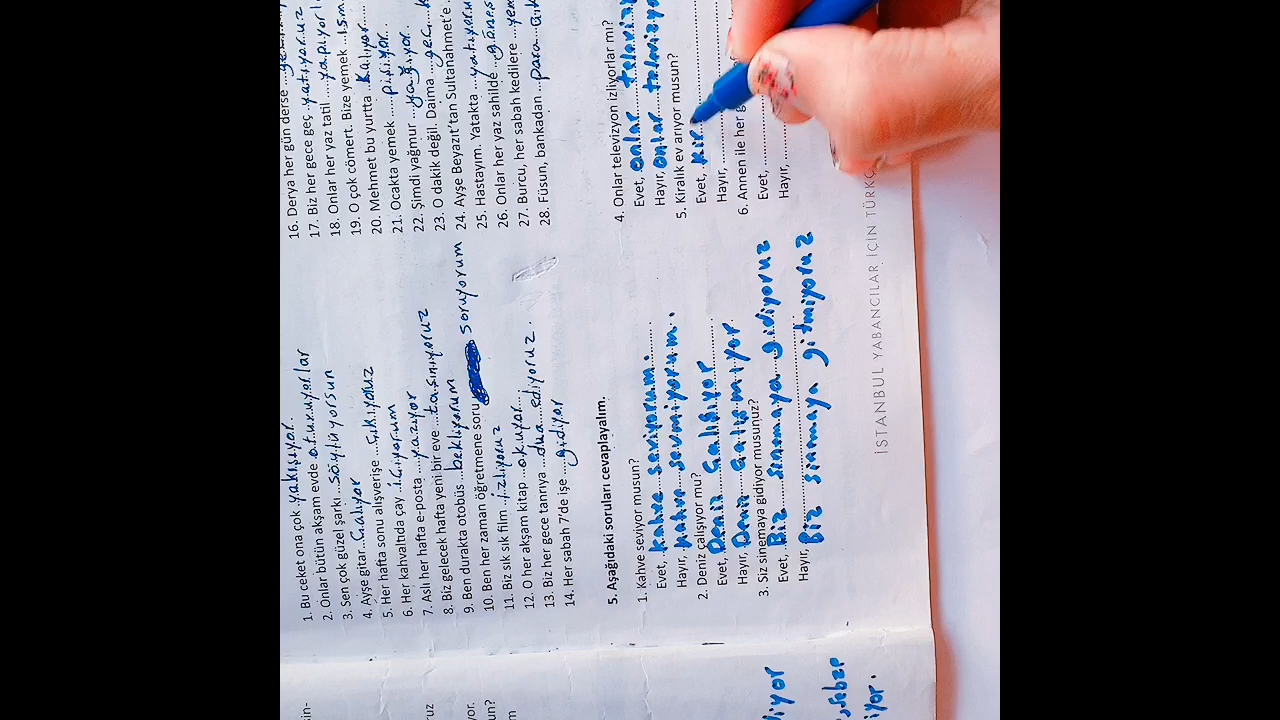 1. Bu ceket ona çok yakışıyor.
2. Onlar bütün akşam evde oturuyorlar
3. Sen çok güzel şarkı söylüyorsun
4. Ayşe gitar çalıyor
5. Her hafta sonu alışverişe çıkıyoruz
6. Her kahvaltıda çay içiyorum
7. Aslı her hafta e-posta yazıyor
8. Biz gelecek hafta yeni bir eve taşınıyoruz
9. Ben durakta otobüs bekliyorum
10. Ben her zaman öğretmene soru soruyorum
11. Biz sık sık film izliyoruz
12. O her akşam kitap okuyor
13. Biz her gece tanrıya dua ediyoruz.
14. Her sabah 7'de işe gidiyor
16. Derya her gün derse
17. Biz her gece geç yatıyoruz
18. Onlar her yaz tatil yapıyor
19. O çok cömert. Bize yemek
20. Mehmet bu yurtta kalıyor
21. Ocakta yemek pişiyor.
22. Şimdi yağmur yağıyor.
23. O dakik değil. Daima geç
24. Ayşe Beyazıt'tan Sultanahmet'e
25. Hastayım. Yatakta
26. Onlar her yaz sahilde
27. Burcu, her sabah kedilere
28. Füsun, bankadan para
5. Aşağıdaki soruları cevaplayalım.
1. Kahve seviyor musun?
Evet, kahve seviyorum.
Hayır, kahve sevmiyorum.
2. Deniz çalışıyor mu?
Evet, Deniz Çalışıyor
Hayır, Deniz Çalışmıyor.
3. Siz sinemaya gidiyor musunuz?
Evet, Biz sinemaya gidiyoruz
Hayır, Biz sinemaya gitmiyoruz
4. Onlar televizyon izliyorlar mı?
Evet, onlar
Hayır, onlar
5. Kiralık ev arıyor musun?
Evet, kir
Hayır,
6. Annen ile her
Evet,
Hayır,
İSTANBUL YABANCILAR İÇİN TÜRKÇ